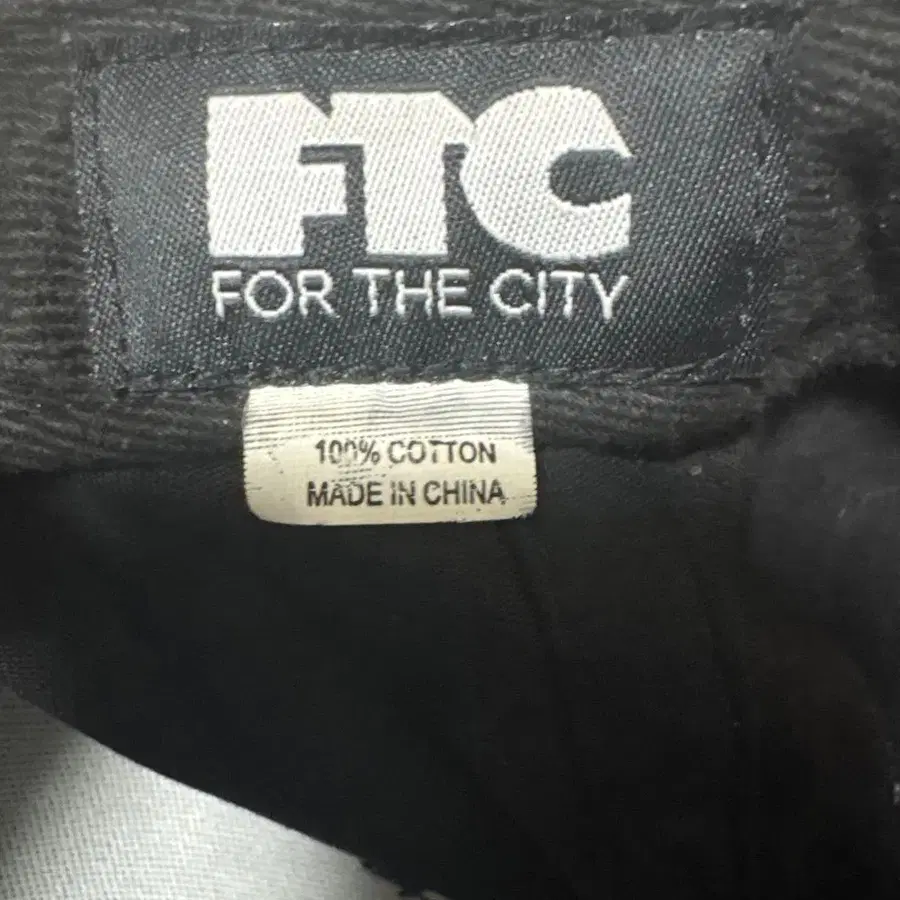 FTC
FOR THE CITY
100% COTTON
MADE IN CHINA